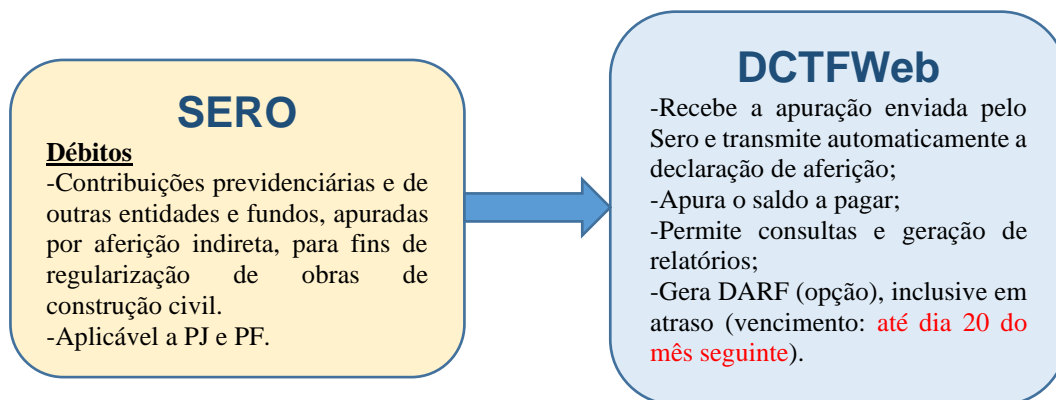 SERO
Débitos
-Contribuições previdenciárias e de
outras entidades e fundos, apuradas
por aferição indireta, para fins de
regularização de obras de
construção civil.
-Aplicável a PJ e PF.
DCTFWeb
-Recebe a apuração enviada pelo
Sero e transmite automaticamente a
declaração de aferição;
-Apura o saldo a pagar;
-Permite consultas e geração de
relatórios;
-Gera DARF (opção), inclusive em
atraso (vencimento: até dia 20 do
mês seguinte).